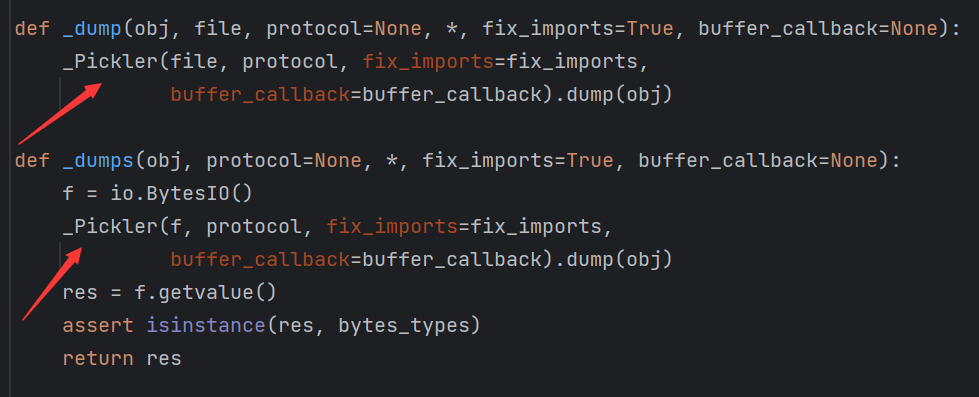 def _dump(obj, file, protocol=None, *, fix_imports=True, buffer_callback=None):
    _Pickler(file, protocol, fix_imports=fix_imports,
             buffer_callback=buffer_callback).dump(obj)
def _dumps(obj, protocol=None, *, fix_imports=True, buffer_callback=None):
    f = io.BytesIO()
    _Pickler(f, protocol, fix_imports=fix_imports,
             buffer_callback=buffer_callback).dump(obj)
    res = f.getvalue()
    assert isinstance(res, bytes_types)
    return res